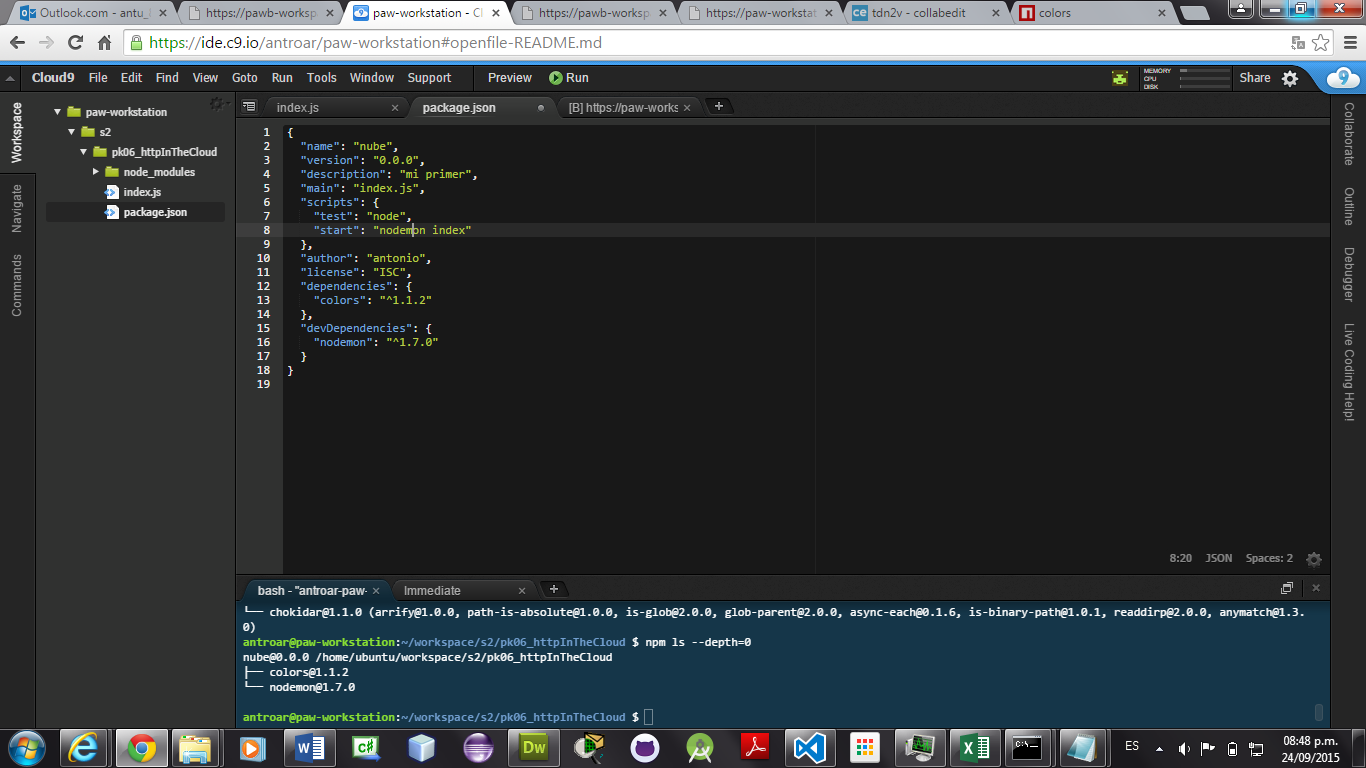 Outlook.com - antu_
https://pawb-worksp
paw-workstation - Cl
https://pawb-worksp
https://paw-workstat
ce tdn2v - collabedit
colors
https://ide.c9.io/antroar/paw-workstation#openfile-README.md
Cloud9 File Edit Find View Goto Run Tools Window Support Preview Run MEMORY CPU DISK Share 9
Workspace
Navigate
Commands
paw-workstation
s2
pk06_httpInTheCloud
node_modules
index.js
package.json
index.js package.json [B] https://paw-works
1 {
2 "name": "nube",
3 "version": "0.0.0",
4 "description": "mi primer",
5 "main": "index.js",
6 "scripts": {
7 "test": "node",
8 "start": "nodemon index"
9 },
10 "author": "antonio",
11 "license": "ISC",
12 "dependencies": {
13 "colors": "^1.1.2"
14 },
15 "devDependencies": {
16 "nodemon": "^1.7.0"
17 }
18 }
19
8:20 JSON Spaces: 2
Collaborate
Outline
Debugger
Live Coding Help!
bash - "antroar-paw- Immediate
└── chokidar@1.1.0 (arrify@1.0.0, path-is-absolute@1.0.0, is-glob@2.0.0, glob-parent@2.0.0, async-each@0.1.6, is-binary-path@1.0.1, readdirp@2.0.0, anymatch@1.3.
0)
antroar@paw-workstation:~/workspace/s2/pk06_httpInTheCloud $ npm ls --depth=0
nube@0.0.0 /home/ubuntu/workspace/s2/pk06_httpInTheCloud
├── colors@1.1.2
└── nodemon@1.7.0
antroar@paw-workstation:~/workspace/s2/pk06_httpInTheCloud $
Dw
ES
08:48 p.m.
24/09/2015